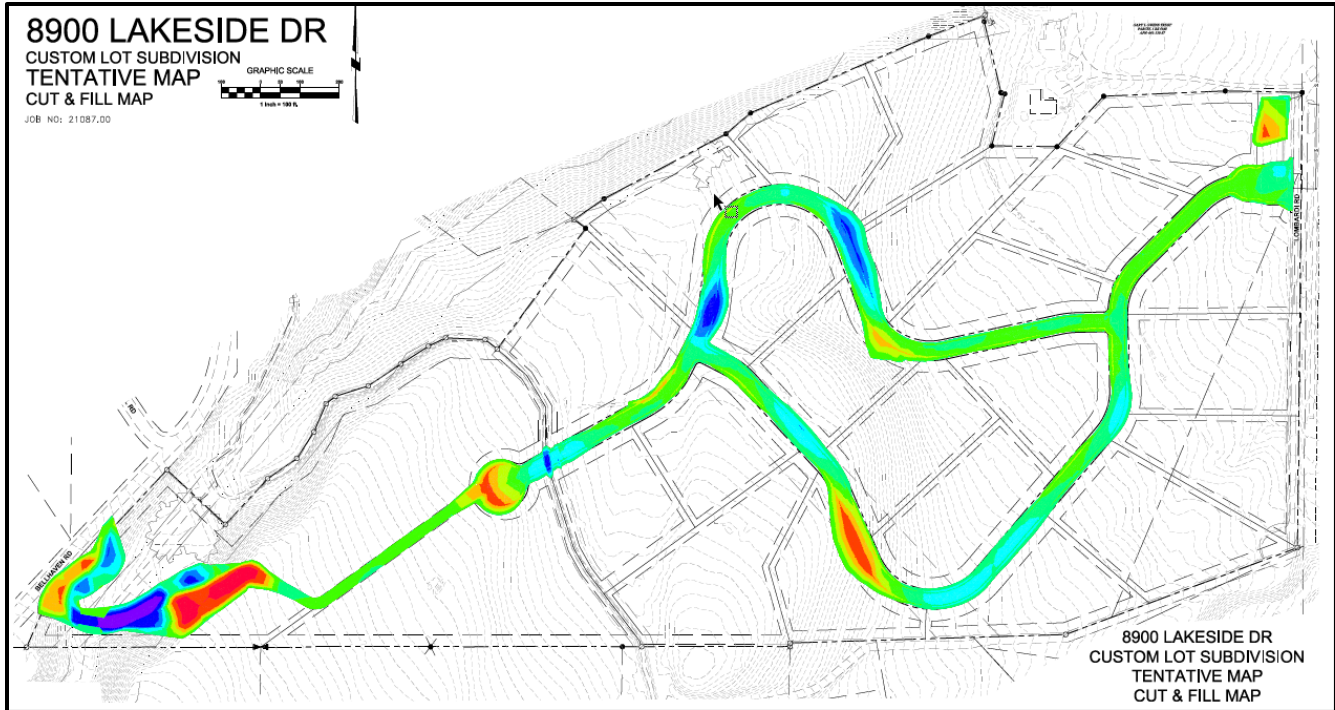 8900 LAKESIDE DR
CUSTOM LOT SUBDIVISION
TENTATIVE MAP
CUT & FILL MAP
JOB NO: 21087.00
GRAPHIC SCALE
1 inch = 100 ft.
RD
BELLHAVEN RD
LOMBARDI RD
8900 LAKESIDE DR
CUSTOM LOT SUBDIVISION
TENTATIVE MAP
CUT & FILL MAP